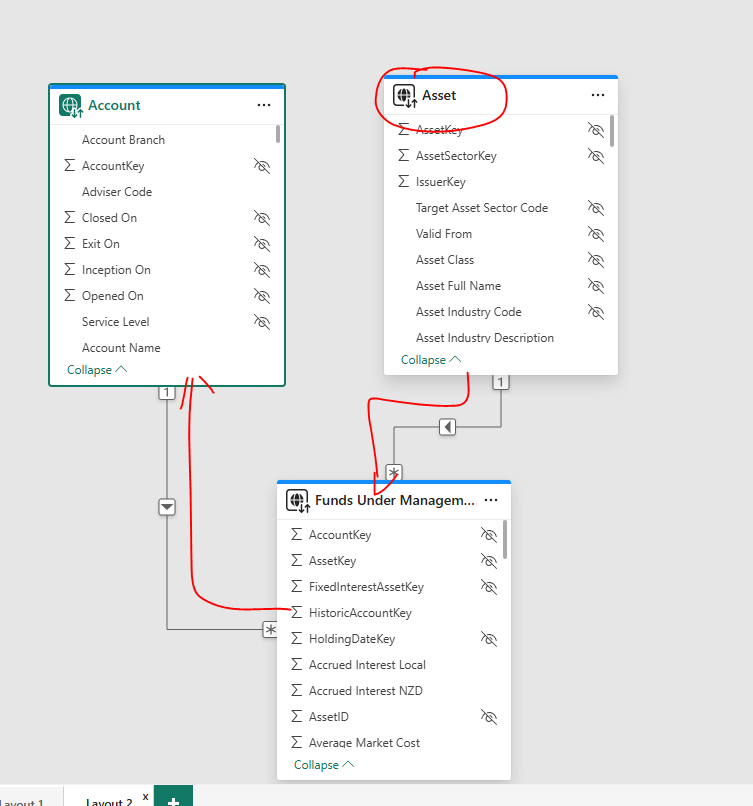 Account
Account Branch
AccountKey
Adviser Code
Closed On
Exit On
Inception On
Opened On
Service Level
Account Name
Collapse
1
Asset
AssetKey
AssetSectorKey
IssuerKey
Target Asset Sector Code
Valid From
Asset Class
Asset Full Name
Asset Industry Code
Asset Industry Description
Collapse
1
*
*
Funds Under Managem...
AccountKey
AssetKey
FixedInterestAssetKey
HistoricAccountKey
HoldingDateKey
Accrued Interest Local
Accrued Interest NZD
AssetID
Average Market Cost
Collapse
Layout 1
Layout 2 x +